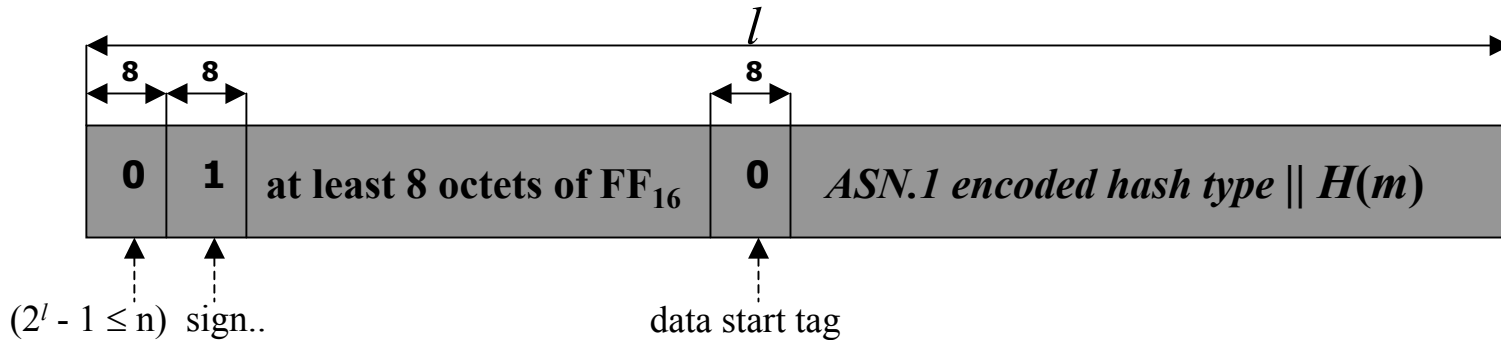 l
8 8 8
0 1 at least 8 octets of FF₁₆ 0 ASN.1 encoded hash type || H(m)
(2ˡ - 1 ≤ n) sign.. data start tag